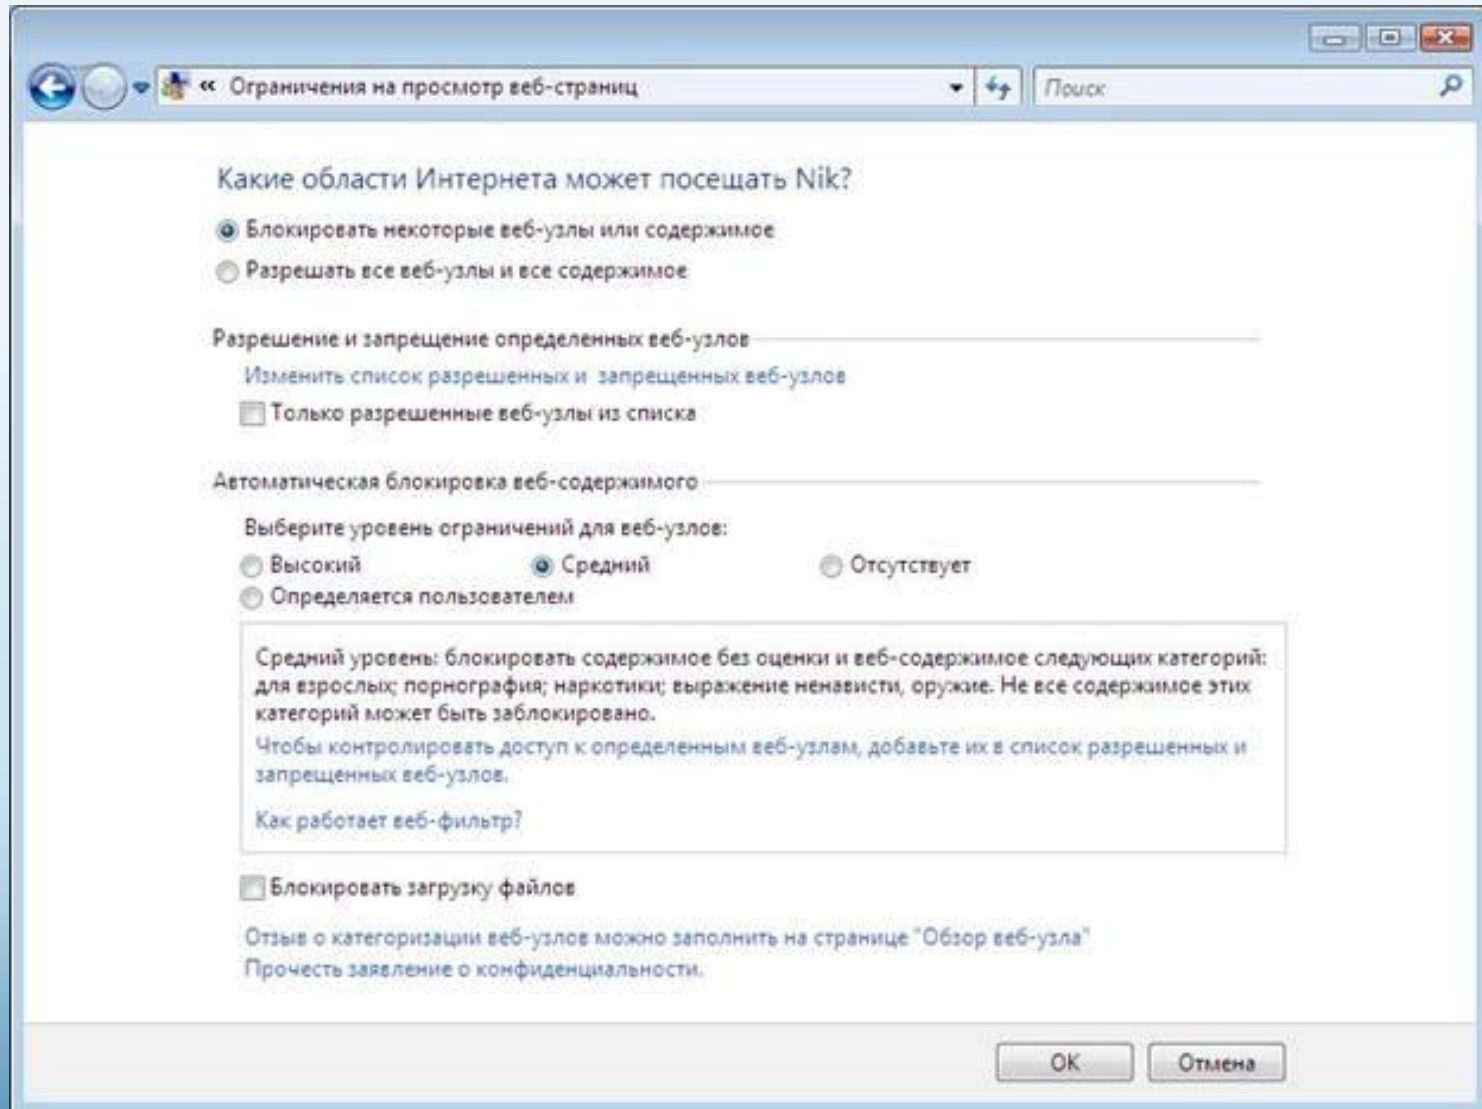 « Ограничения на просмотр веб-страниц
Поиск
Какие области Интернета может посещать Nik?
Блокировать некоторые веб-узлы или содержимое
Разрешать все веб-узлы и все содержимое
Разрешение и запрещение определенных веб-узлов
Изменить список разрешенных и запрещенных веб-узлов
Только разрешенные веб-узлы из списка
Автоматическая блокировка веб-содержимого
Выберите уровень ограничений для веб-узлов:
Высокий Средний Отсутствует
Определяется пользователем
Средний уровень: блокировать содержимое без оценки и веб-содержимое следующих категорий:
для взрослых; порнография; наркотики; выражение ненависти, оружие. Не все содержимое этих
категорий может быть заблокировано.
Чтобы контролировать доступ к определенным веб-узлам, добавьте их в список разрешенных и
запрещенных веб-узлов.
Как работает веб-фильтр?
Блокировать загрузку файлов
Отзыв о категоризации веб-узлов можно заполнить на странице "Обзор веб-узла"
Прочесть заявление о конфиденциальности.
OK Отмена